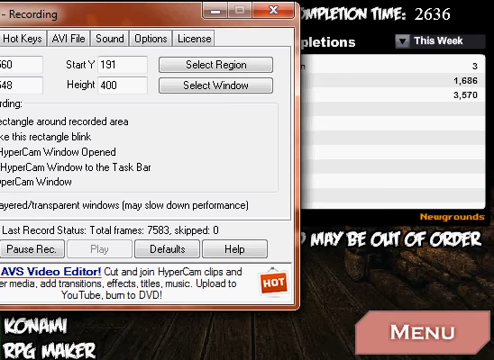 - Recording
OMPLETION TIME: 2636
Hot Keys AVI File Sound Options License
pletions This Week
560 Start Y 191 Select Region
548 Height 400 Select Window
3
1,686
3,570
rding:
ectangle around recorded area
ke this rectangle blink
HyperCam Window Opened
HyperCam Window to the Task Bar
yperCam Window
ayered/transparent windows (may slow down performance)
Newgrounds
Last Record Status: Total frames: 7583, skipped: 0
MAY BE OUT OF ORDER
Pause Rec. Play Defaults Help
AVS Video Editor! Cut and join HyperCam clips and
er media, add transitions, effects, titles, music. Upload to
YouTube, burn to DVD!
HOT
KONAMI
RPG MAKER
MENU